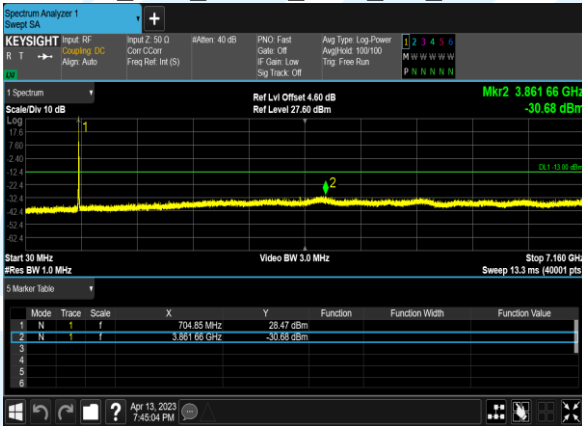 Spectrum Analyzer 1
Swept SA
+
KEYSIGHT Input: RF Input Z: 50 Ω #Atten: 40 dB PNO: Fast Avg Type: Log-Power 1 2 3 4 5 6
R T Coupling: DC Corr CCorr Gate: Off Avg|Hold: 100/100 M W W W W W
Align: Auto Freq Ref: Int (S) IF Gain: Low Trig: Free Run
Sig Track: Off P N N N N N
LU
1 Spectrum Ref Lvl Offset 4.60 dB Mkr2 3.861 66 GHz
Scale/Div 10 dB Ref Level 27.60 dBm -30.68 dBm
Log
17.6
7.60
-2.40
-12.4
-22.4
-32.4
-42.4
-52.4
-62.4
1
DL1 -13.00 dBm
2
Start 30 MHz Video BW 3.0 MHz Stop 7.160 GHz
#Res BW 1.0 MHz Sweep 13.3 ms (40001 pts)
5 Marker Table
Mode Trace Scale X Y Function Function Width Function Value
1 N 1 f 704.85 MHz 28.47 dBm
2 N 1 f 3.861 66 GHz -30.68 dBm
3
4
5
6
? Apr 13, 2023
7:45:04 PM